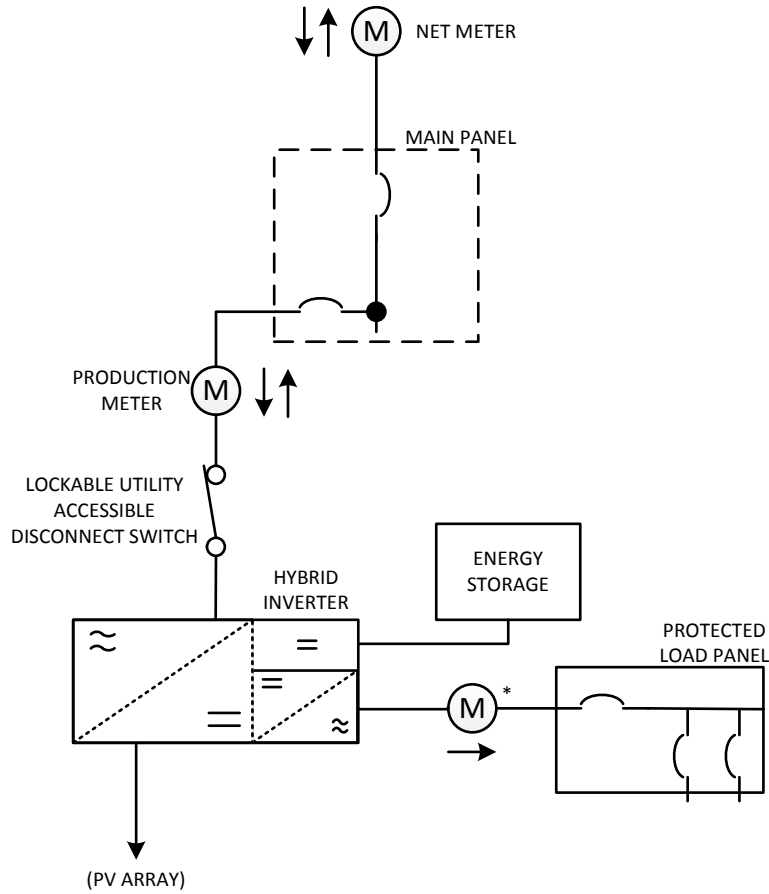 M
NET METER
MAIN PANEL
PRODUCTION
METER
M
LOCKABLE UTILITY
ACCESSIBLE
DISCONNECT SWITCH
HYBRID
INVERTER
ENERGY
STORAGE
PROTECTED
LOAD PANEL
M
*
(PV ARRAY)